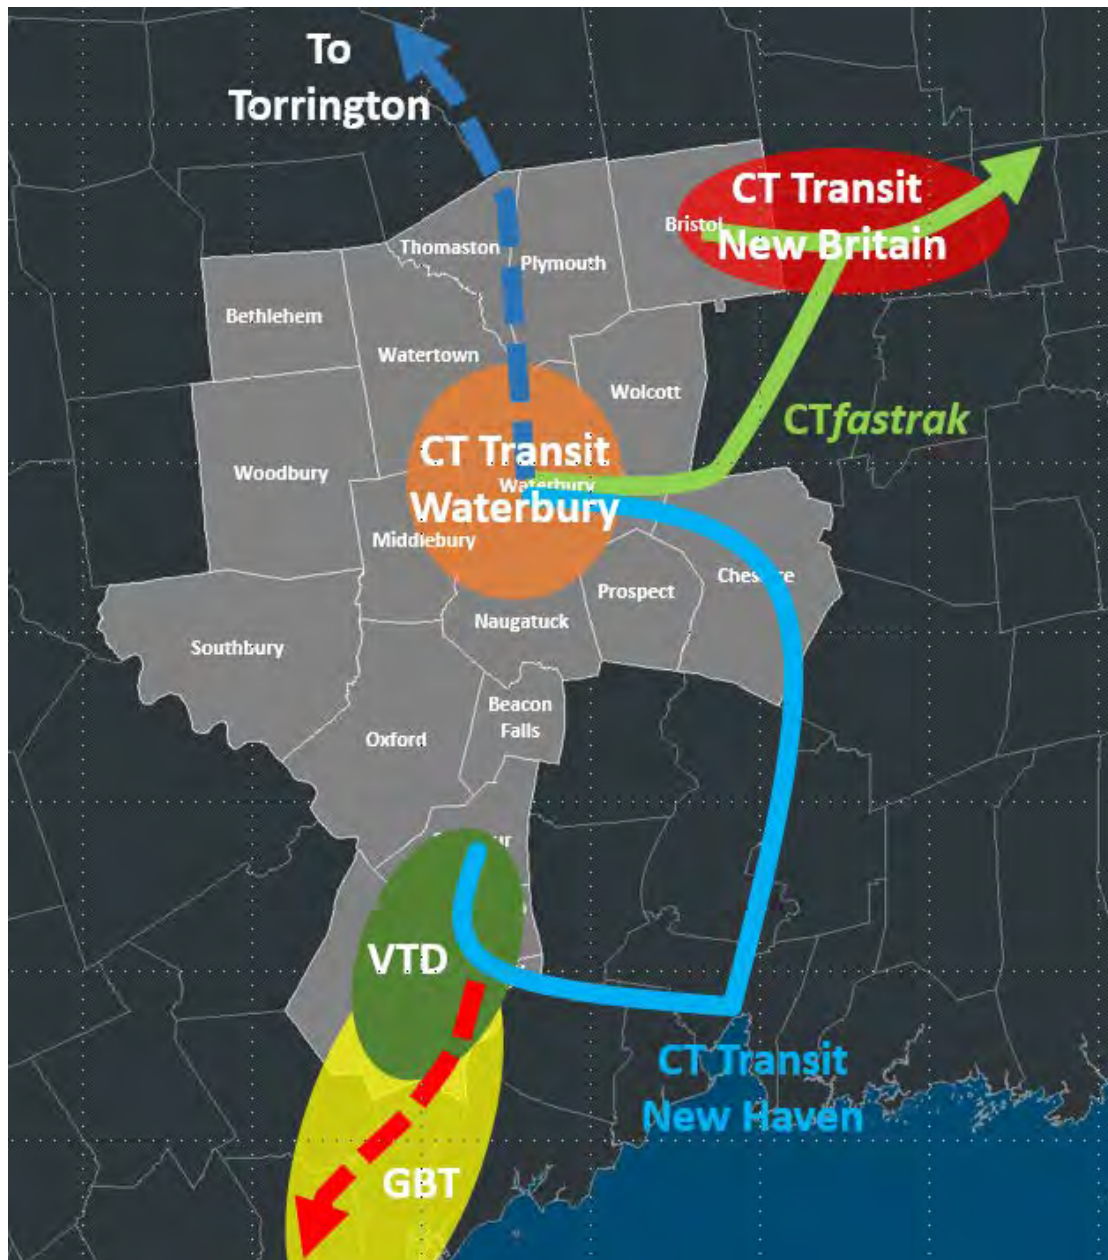 To
Torrington
CT Transit
New Britain
Bristol
Thomaston
Plymouth
Bethlehem
Watertown
Wolcott
CTfastrak
CT Transit
Waterbury
Waterbury
Woodbury
Middlebury
Prospect
Naugatuck
Southbury
Beacon
Falls
Oxford
VTD
CT Transit
New Haven
GBT